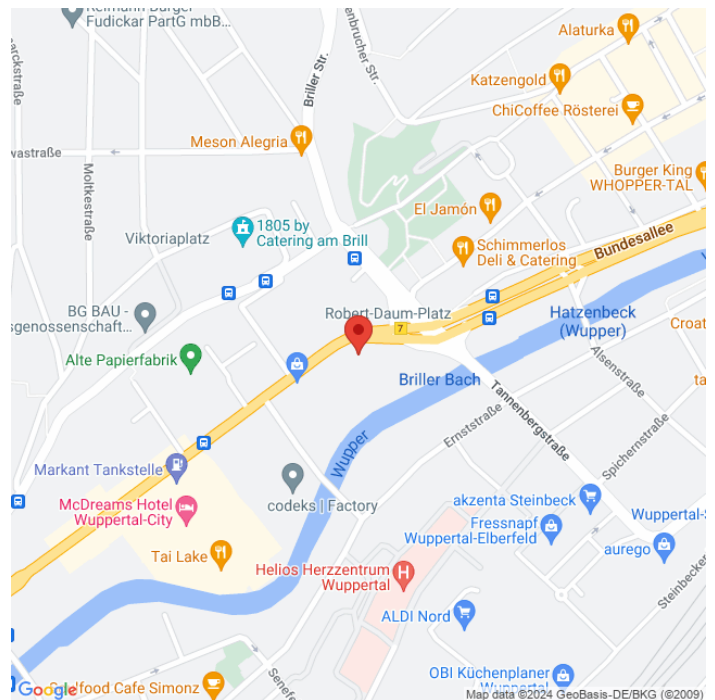 Reimann Bürger
Fudickar PartG mbB...
Briller Str.
Alaturka
Katzengold
ChiCoffee Rösterei
Meson Alegria
Moltkestraße
Burger King
WHOPPER-TAL
El Jamón
1805 by
Catering am Brill
Viktoriaplatz
Schimmerlos
Deli & Catering
Bundesallee
BG BAU -
Robert-Daum-Platz
7
Hatzenbeck
(Wupper)
Alte Papierfabrik
Briller Bach
Alsenstraße
Tannenbergstraße
Ernststraße
Wupper
Spichernstraße
Markant Tankstelle
McDreams Hotel
Wuppertal-City
codeks | Factory
akzenta Steinbeck
Fressnapf
Wuppertal-Elberfeld
aurego
Tai Lake
Helios Herzzentrum
Wuppertal
H
ALDI Nord
OBI Küchenplaner
Wuppertal
Google
Map data ©2024 GeoBasis-DE/BKG (©2009)